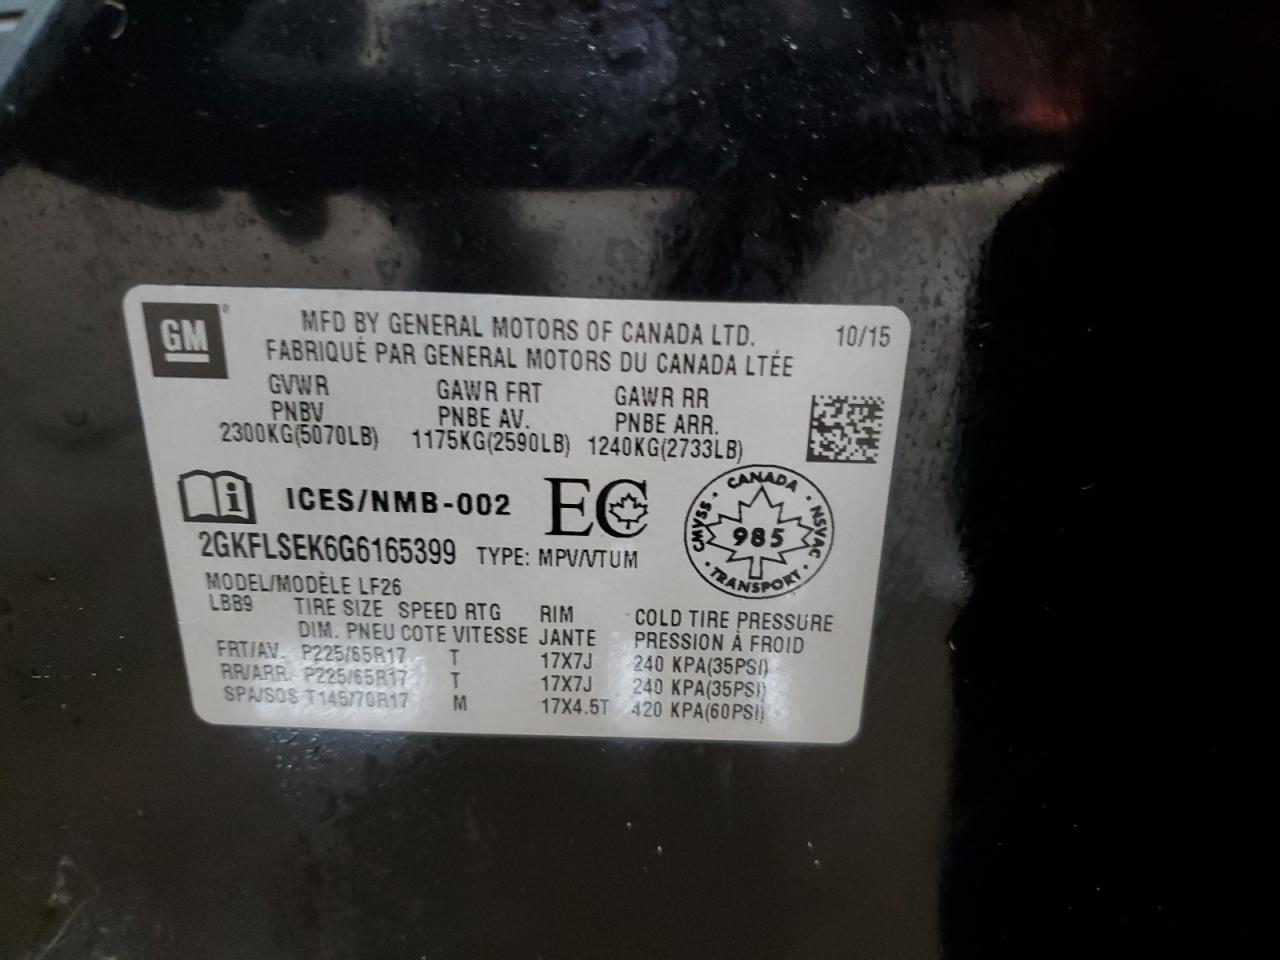 GM®
MFD BY GENERAL MOTORS OF CANADA LTD.
10/15
FABRIQUÉ PAR GENERAL MOTORS DU CANADA LTÉE
GVWR GAWR FRT GAWR RR
PNBV PNBE AV. PNBE ARR.
2300KG(5070LB) 1175KG(2590LB) 1240KG(2733LB)
i ICES/NMB-002 EC
CANADA
CMVSS · 985 · NSVAC
TRANSPORT
2GKFLSEK6G6165399 TYPE: MPV/VTUM
MODEL/MODÈLE LF26
LBB9 TIRE SIZE SPEED RTG RIM COLD TIRE PRESSURE
DIM. PNEU COTE VITESSE JANTE PRESSION À FROID
FRT/AV. P225/65R17 T 17X7J 240 KPA(35PSI)
RR/ARR. P225/65R17 T 17X7J 240 KPA(35PSI)
SPA/SOS T145/70R17 M 17X4.5T 420 KPA(60PSI)